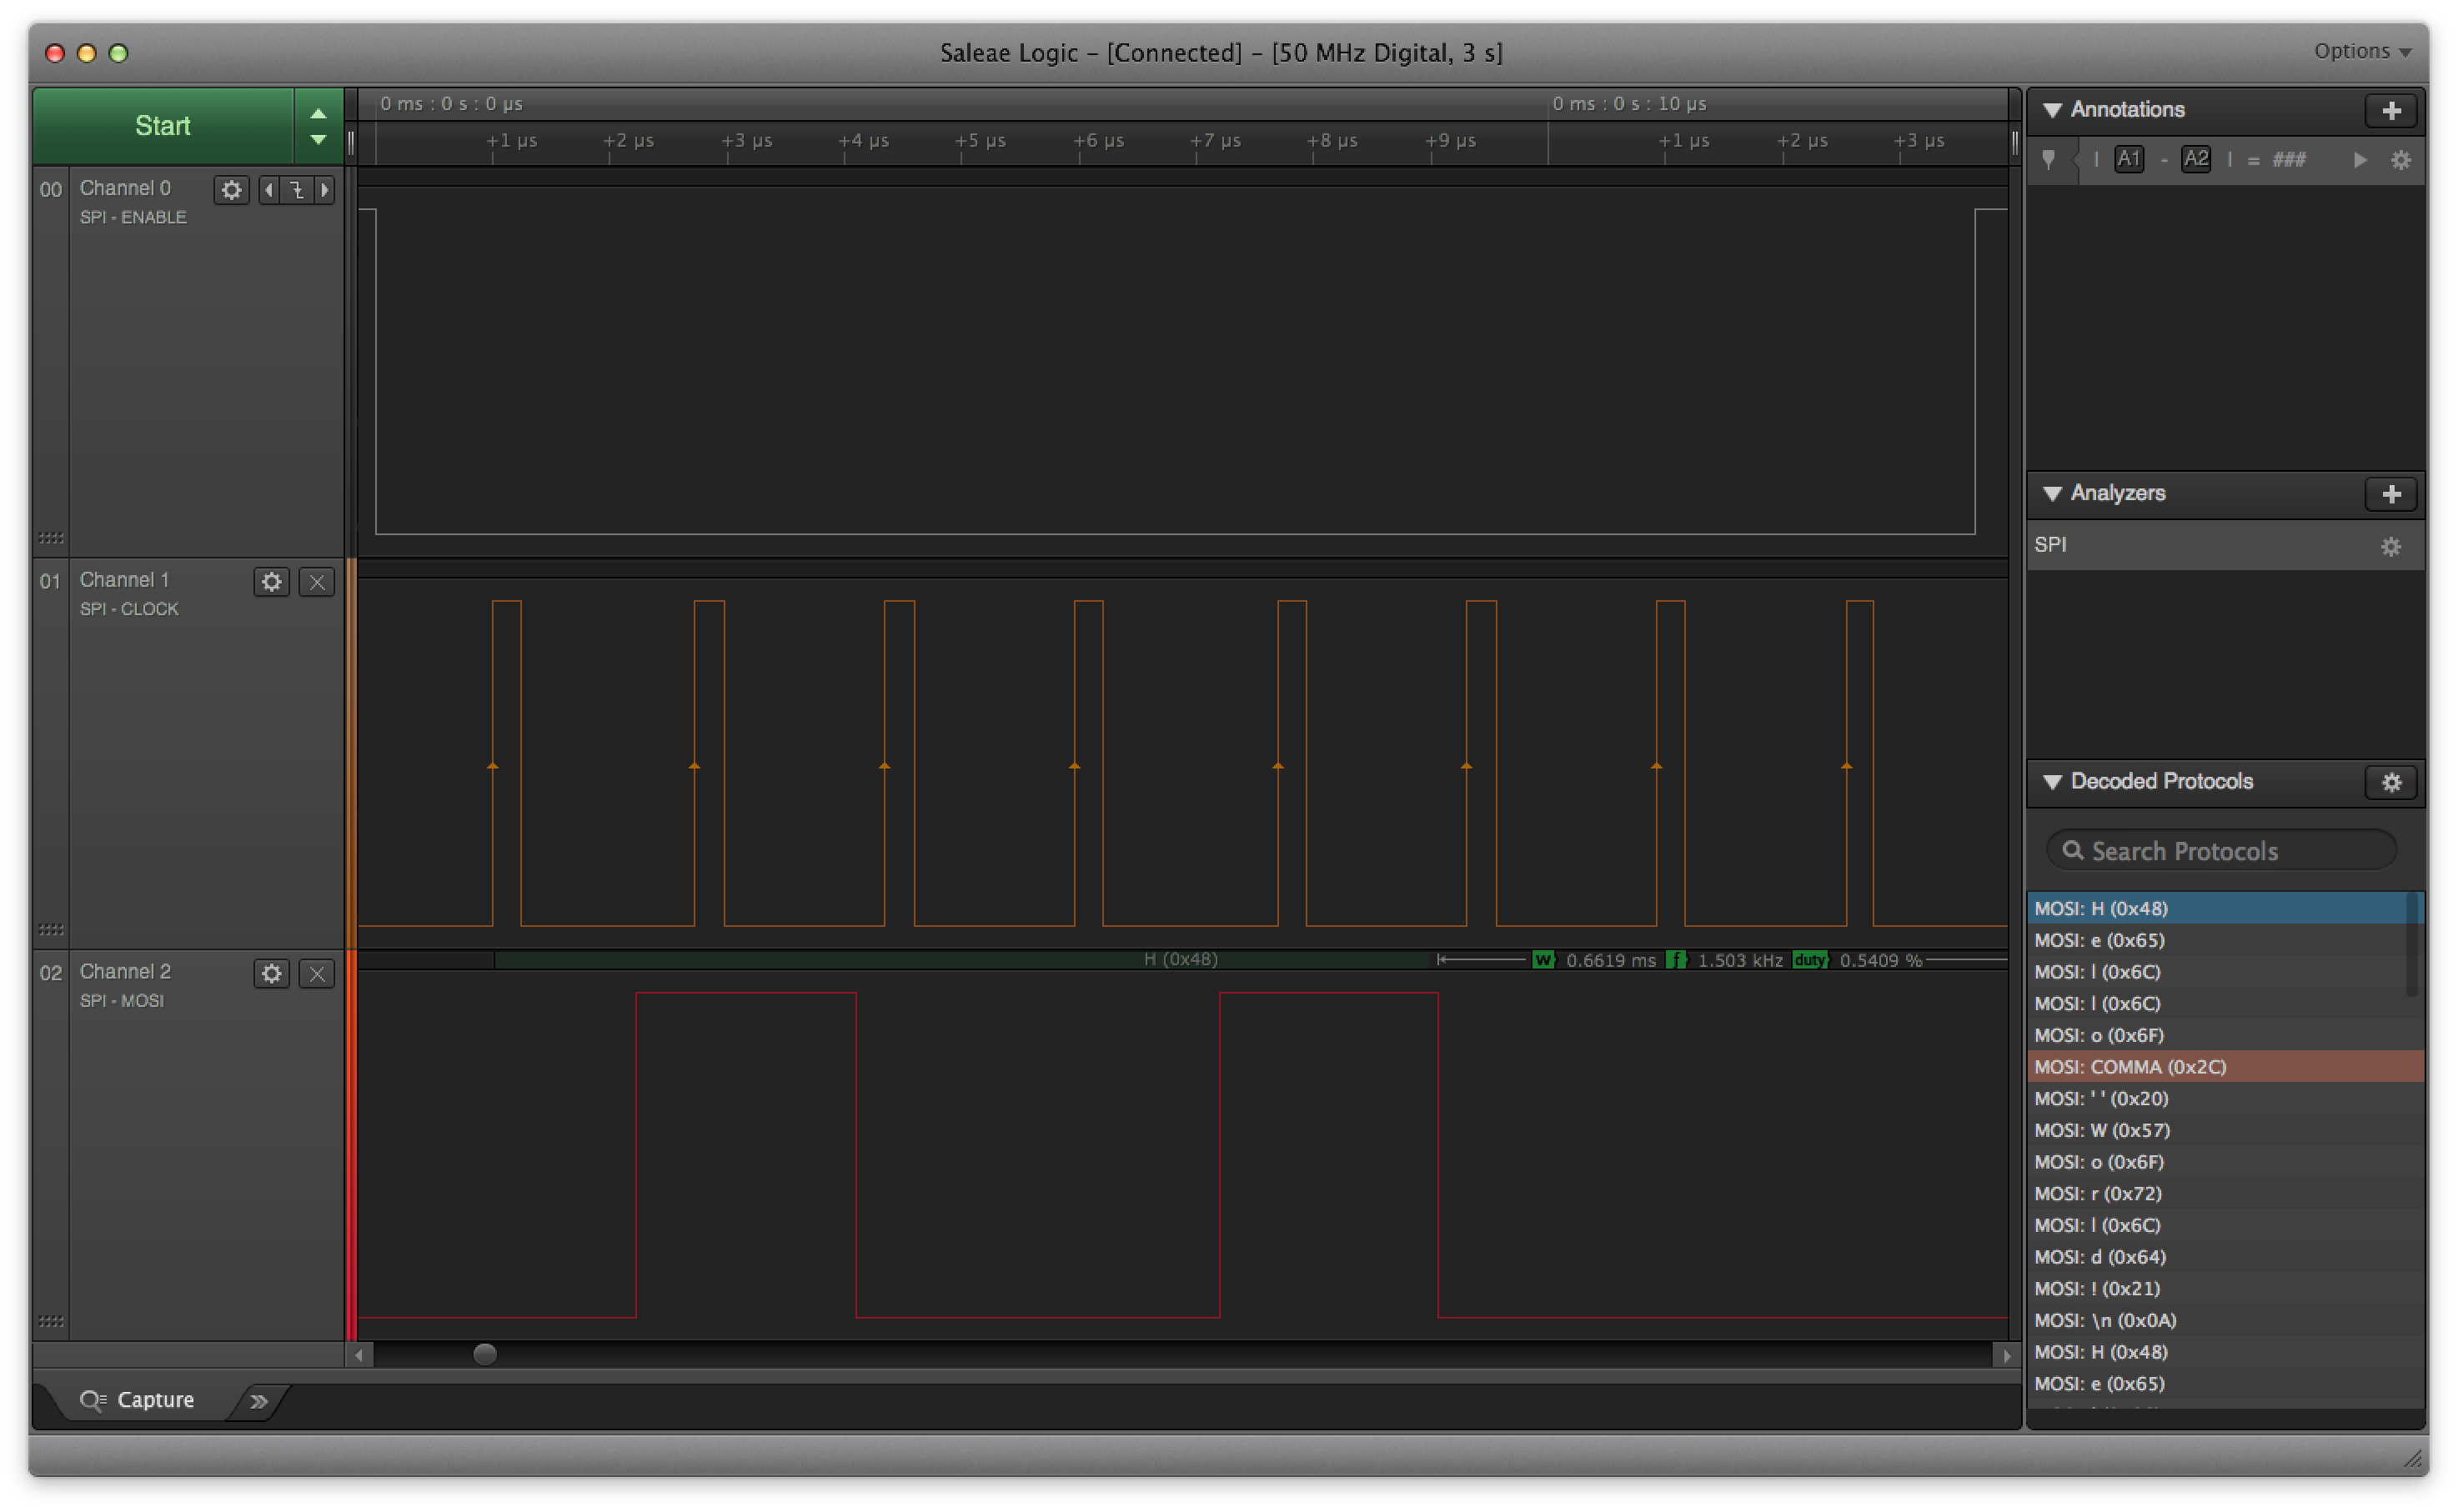 Saleae Logic – [Connected] – [50 MHz Digital, 3 s]
Options
Start
0 ms : 0 s : 0 µs
0 ms : 0 s : 10 µs
+1 µs
+2 µs
+3 µs
+4 µs
+5 µs
+6 µs
+7 µs
+8 µs
+9 µs
+1 µs
+2 µs
+3 µs
00
Channel 0
SPI - ENABLE
01
Channel 1
SPI - CLOCK
02
Channel 2
SPI - MOSI
H (0x48)
W 0.6619 ms f 1.503 kHz duty 0.5409 %
Capture
Annotations
| A1 - A2 | = ###
Analyzers
SPI
Decoded Protocols
Search Protocols
MOSI: H (0x48)
MOSI: e (0x65)
MOSI: l (0x6C)
MOSI: l (0x6C)
MOSI: o (0x6F)
MOSI: COMMA (0x2C)
MOSI: ' ' (0x20)
MOSI: W (0x57)
MOSI: o (0x6F)
MOSI: r (0x72)
MOSI: l (0x6C)
MOSI: d (0x64)
MOSI: ! (0x21)
MOSI: \n (0x0A)
MOSI: H (0x48)
MOSI: e (0x65)